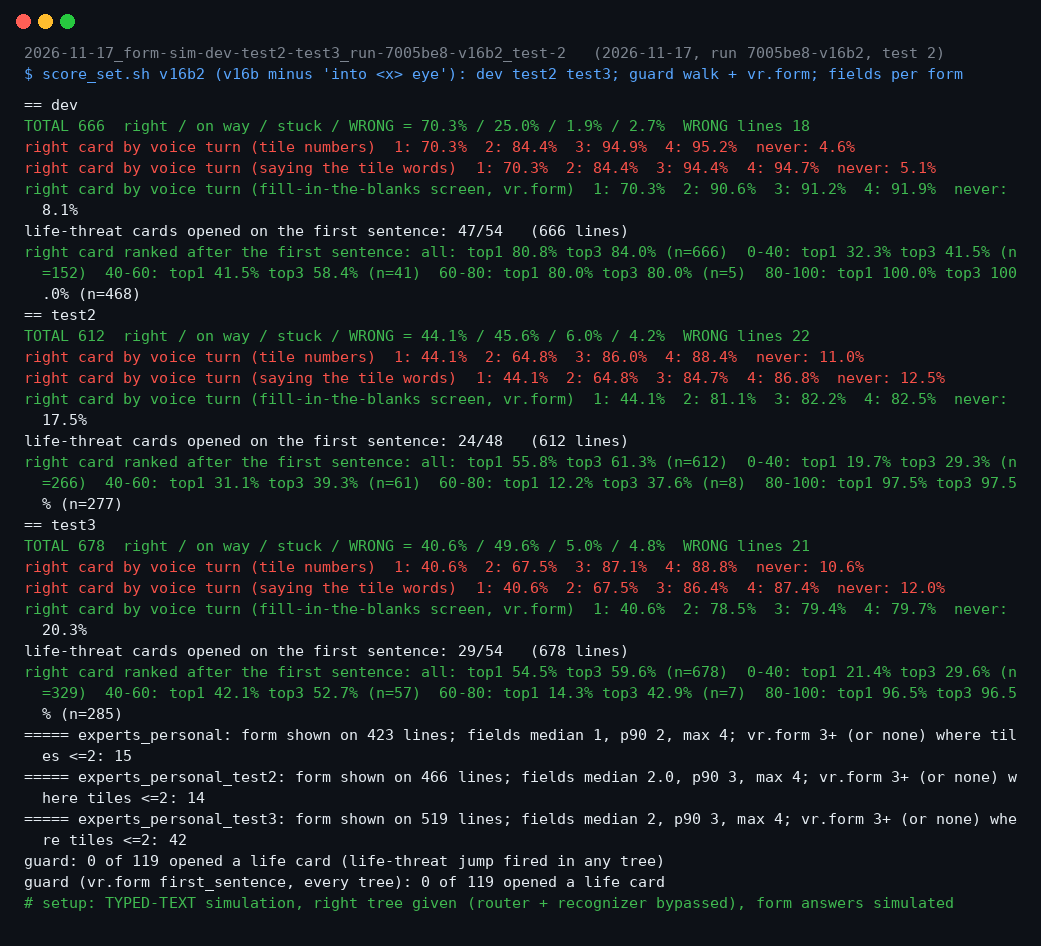 2026-11-17_form-sim-dev-test2-test3_run-7005be8-v16b2_test-2   (2026-11-17, run 7005be8-v16b2, test 2)
$ score_set.sh v16b2 (v16b minus 'into <x> eye'): dev test2 test3; guard walk + vr.form; fields per form
== dev
TOTAL 666  right / on way / stuck / WRONG = 70.3% / 25.0% / 1.9% / 2.7%  WRONG lines 18
right card by voice turn (tile numbers)  1: 70.3%  2: 84.4%  3: 94.9%  4: 95.2%  never: 4.6%
right card by voice turn (saying the tile words)  1: 70.3%  2: 84.4%  3: 94.4%  4: 94.7%  never: 5.1%
right card by voice turn (fill-in-the-blanks screen, vr.form)  1: 70.3%  2: 90.6%  3: 91.2%  4: 91.9%  never:
8.1%
life-threat cards opened on the first sentence: 47/54   (666 lines)
right card ranked after the first sentence: all: top1 80.8% top3 84.0% (n=666)  0-40: top1 32.3% top3 41.5% (n
=152)  40-60: top1 41.5% top3 58.4% (n=41)  60-80: top1 80.0% top3 80.0% (n=5)  80-100: top1 100.0% top3 100
.0% (n=468)
== test2
TOTAL 612  right / on way / stuck / WRONG = 44.1% / 45.6% / 6.0% / 4.2%  WRONG lines 22
right card by voice turn (tile numbers)  1: 44.1%  2: 64.8%  3: 86.0%  4: 88.4%  never: 11.0%
right card by voice turn (saying the tile words)  1: 44.1%  2: 64.8%  3: 84.7%  4: 86.8%  never: 12.5%
right card by voice turn (fill-in-the-blanks screen, vr.form)  1: 44.1%  2: 81.1%  3: 82.2%  4: 82.5%  never:
17.5%
life-threat cards opened on the first sentence: 24/48   (612 lines)
right card ranked after the first sentence: all: top1 55.8% top3 61.3% (n=612)  0-40: top1 19.7% top3 29.3% (n
=266)  40-60: top1 31.1% top3 39.3% (n=61)  60-80: top1 12.2% top3 37.6% (n=8)  80-100: top1 97.5% top3 97.5
% (n=277)
== test3
TOTAL 678  right / on way / stuck / WRONG = 40.6% / 49.6% / 5.0% / 4.8%  WRONG lines 21
right card by voice turn (tile numbers)  1: 40.6%  2: 67.5%  3: 87.1%  4: 88.8%  never: 10.6%
right card by voice turn (saying the tile words)  1: 40.6%  2: 67.5%  3: 86.4%  4: 87.4%  never: 12.0%
right card by voice turn (fill-in-the-blanks screen, vr.form)  1: 40.6%  2: 78.5%  3: 79.4%  4: 79.7%  never:
20.3%
life-threat cards opened on the first sentence: 29/54   (678 lines)
right card ranked after the first sentence: all: top1 54.5% top3 59.6% (n=678)  0-40: top1 21.4% top3 29.6% (n
=329)  40-60: top1 42.1% top3 52.7% (n=57)  60-80: top1 14.3% top3 42.9% (n=7)  80-100: top1 96.5% top3 96.5
% (n=285)
===== experts_personal: form shown on 423 lines; fields median 1, p90 2, max 4; vr.form 3+ (or none) where til
es <=2: 15
===== experts_personal_test2: form shown on 466 lines; fields median 2.0, p90 3, max 4; vr.form 3+ (or none) w
here tiles <=2: 14
===== experts_personal_test3: form shown on 519 lines; fields median 2, p90 3, max 4; vr.form 3+ (or none) whe
re tiles <=2: 42
guard: 0 of 119 opened a life card (life-threat jump fired in any tree)
guard (vr.form first_sentence, every tree): 0 of 119 opened a life card
# setup: TYPED-TEXT simulation, right tree given (router + recognizer bypassed), form answers simulated